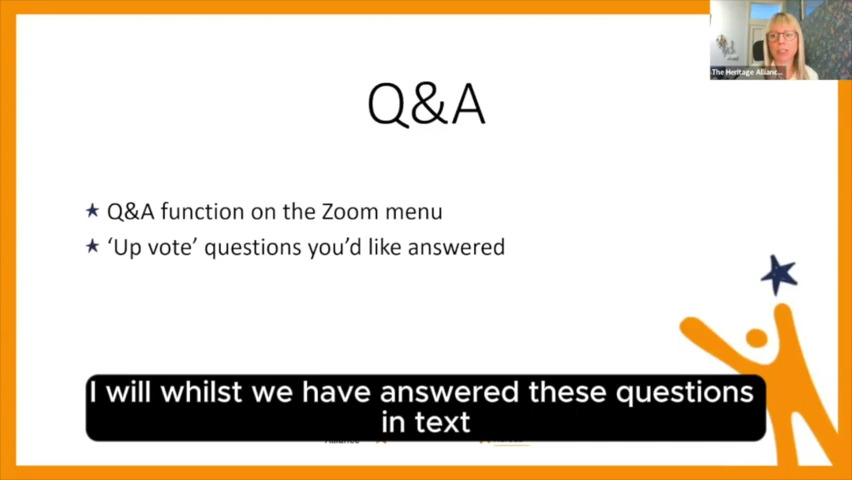 The Heritage Allianc...
Q&A
Q&A function on the Zoom menu
‘Up vote’ questions you’d like answered
I will whilst we have answered these questions
in text